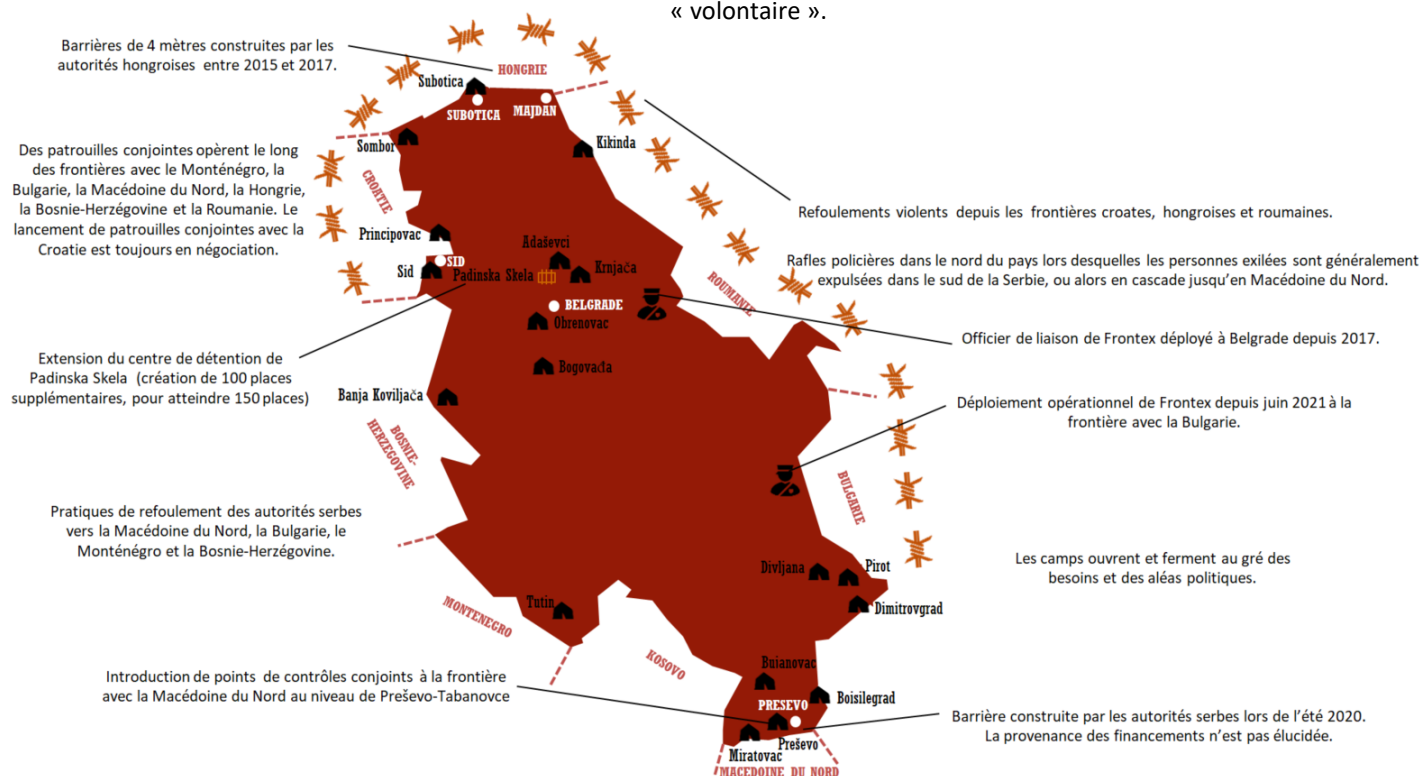 « volontaire ».
Barrières de 4 mètres construites par les
autorités hongroises entre 2015 et 2017.
HONGRIE
Subotica
SUBOTICA
MAJDAN
Sombor
Kikinda
Des patrouilles conjointes opèrent le long
des frontières avec le Monténégro, la
Bulgarie, la Macédoine du Nord, la Hongrie,
la Bosnie-Herzégovine et la Roumanie. Le
lancement de patrouilles conjointes avec la
Croatie est toujours en négociation.
CROATIE
Refoulements violents depuis les frontières croates, hongroises et roumaines.
Principovac
Adaševci
Sid
SID
Padinska Skela
Krnjača
Rafles policières dans le nord du pays lors desquelles les personnes exilées sont généralement
expulsées dans le sud de la Serbie, ou alors en cascade jusqu'en Macédoine du Nord.
ROUMANIE
BELGRADE
Obrenovac
Officier de liaison de Frontex déployé à Belgrade depuis 2017.
Extension du centre de détention de
Padinska Skela (création de 100 places
supplémentaires, pour atteindre 150 places)
Bogovađa
Banja Koviljača
Déploiement opérationnel de Frontex depuis juin 2021 à la
frontière avec la Bulgarie.
BOSNIE-
HERZEGOVINE
BULGARIE
Pratiques de refoulement des autorités serbes
vers la Macédoine du Nord, la Bulgarie, le
Monténégro et la Bosnie-Herzégovine.
Les camps ouvrent et ferment au gré des
besoins et des aléas politiques.
Divljana
Pirot
Dimitrovgrad
Tutin
MONTENEGRO
KOSOVO
Introduction de points de contrôles conjoints à la frontière
avec la Macédoine du Nord au niveau de Preševo-Tabanovce
Buianovac
Boisilegrad
PRESEVO
Preševo
Miratovac
Barrière construite par les autorités serbes lors de l'été 2020.
La provenance des financements n'est pas élucidée.
MACEDOINE DU NORD